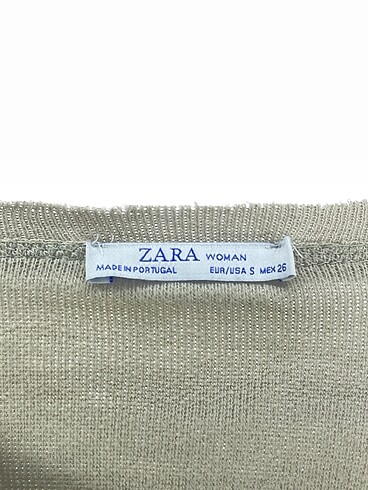 ZARA WOMAN
MADE IN PORTUGAL EUR/USA S MEX 26